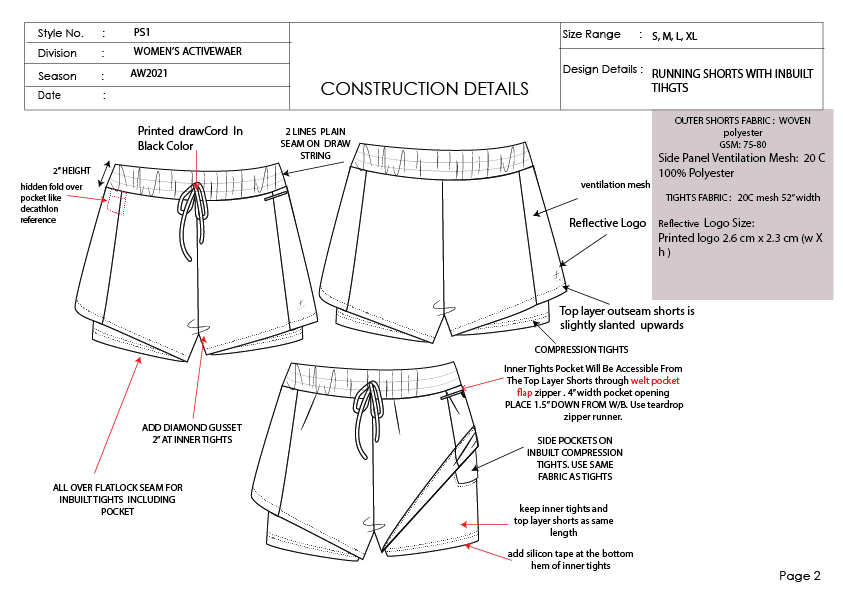 Style No. : PS1
Division : WOMEN'S ACTIVEWAER
Season : AW2021
Date :
CONSTRUCTION DETAILS
Size Range : S, M, L, XL
Design Details : RUNNING SHORTS WITH INBUILT
TIHGTS
OUTER SHORTS FABRIC : WOVEN
polyester
GSM: 75-80
Side Panel Ventilation Mesh: 20 C
100% Polyester
TIGHTS FABRIC : 20C mesh 52" width
Reflective Logo Size:
Printed logo 2.6 cm x 2.3 cm (w X
h )
Printed drawCord In
Black Color
2 LINES PLAIN
SEAM ON DRAW
STRING
2" HEIGHT
hidden fold over
pocket like
decathlon
reference
ventilation mesh
Reflective Logo
Top layer outseam shorts is
slightly slanted upwards
COMPRESSION TIGHTS
Inner Tights Pocket Will Be Accessible From
The Top Layer Shorts through welt pocket
flap zipper . 4" width pocket opening
PLACE 1.5" DOWN FROM W/B. Use teardrop
zipper runner.
ADD DIAMOND GUSSET
2" AT INNER TIGHTS
SIDE POCKETS ON
INBUILT COMPRESSION
TIGHTS. USE SAME
FABRIC AS TIGHTS
ALL OVER FLATLOCK SEAM FOR
INBUILT TIGHTS INCLUDING
POCKET
keep inner tights and
top layer shorts as same
length
add silicon tape at the bottom
hem of inner tights
Page 2